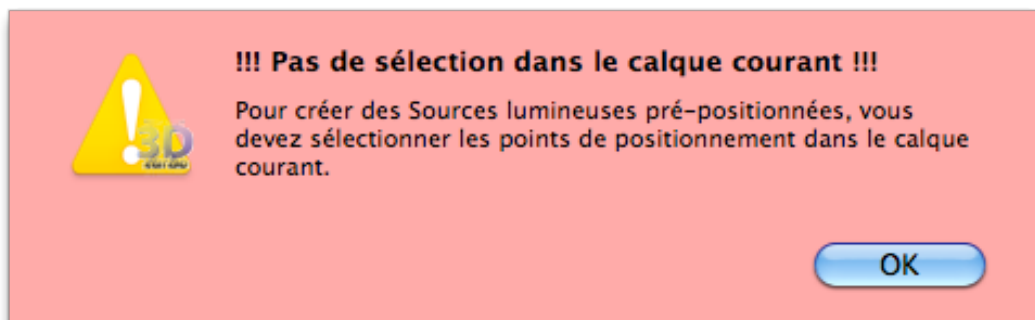 !!! Pas de sélection dans le calque courant !!!
Pour créer des Sources lumineuses pré-positionnées, vous
devez sélectionner les points de positionnement dans le calque
courant.
3D
OK